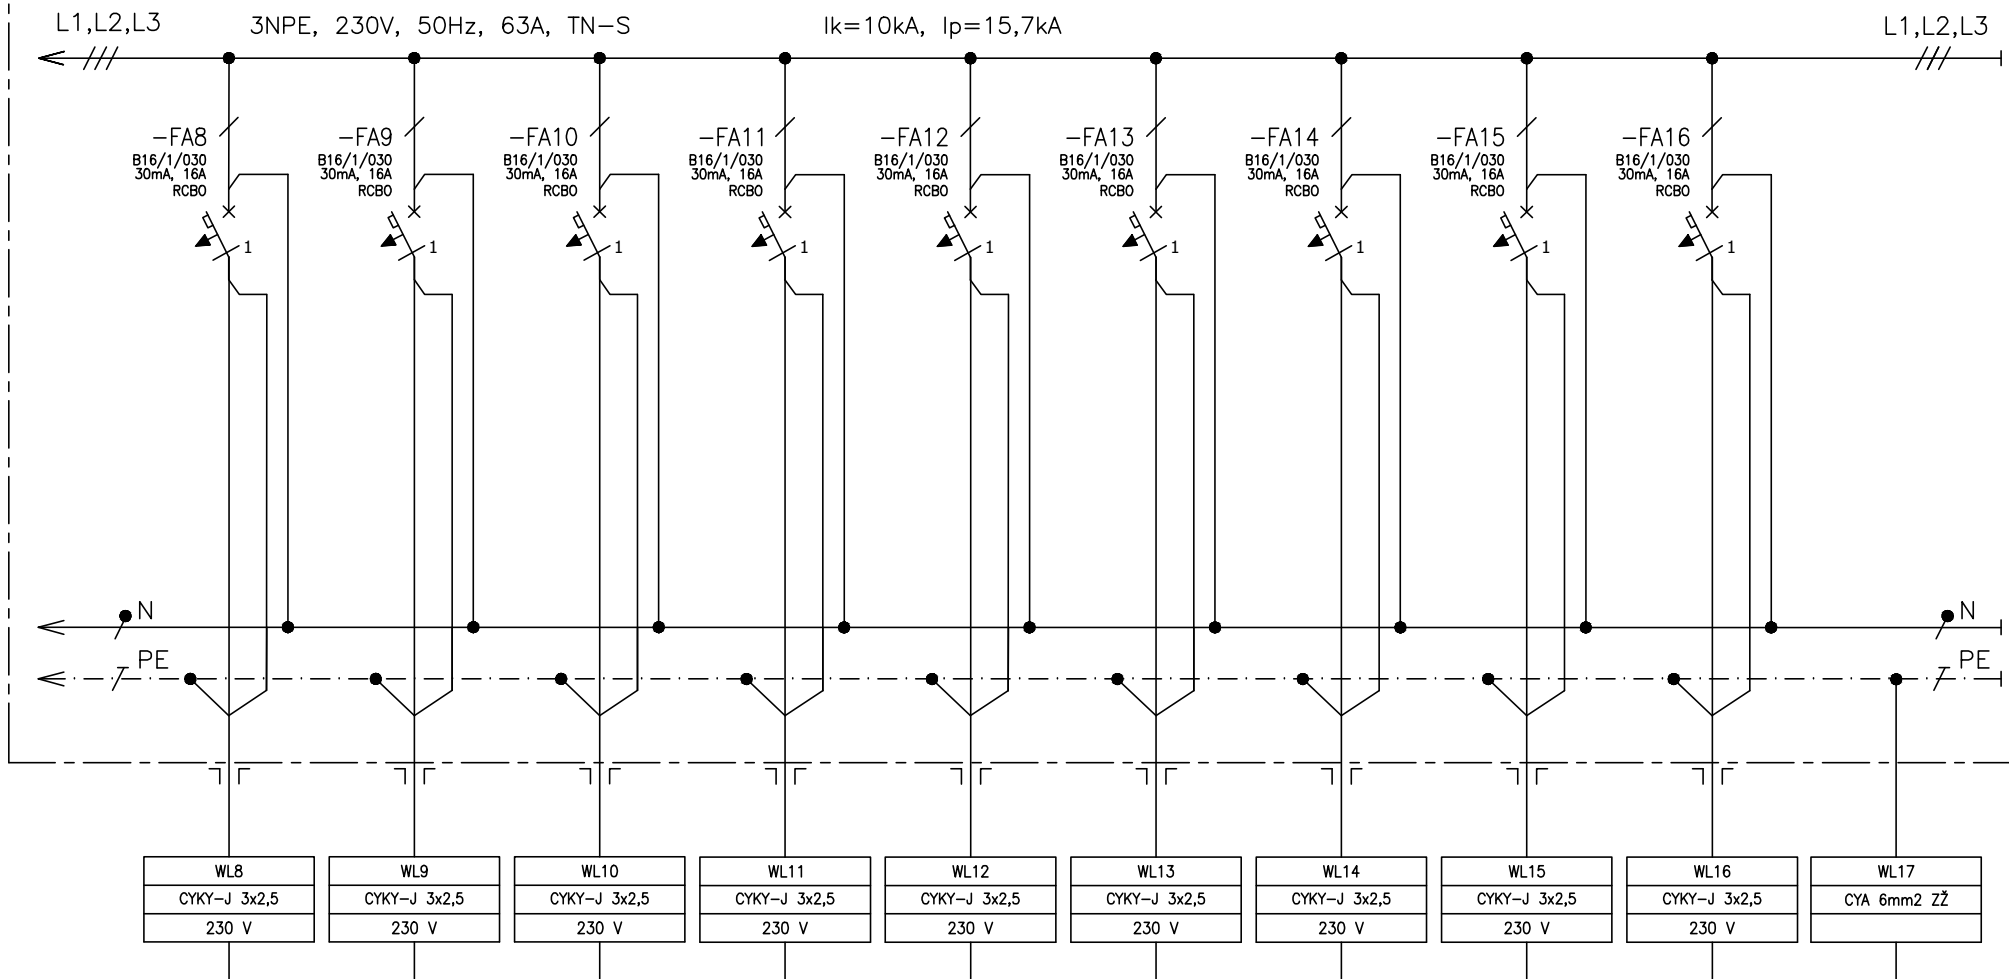 L1,L2,L3 3NPE, 230V, 50Hz, 63A, TN-S Ik=10kA, Ip=15,7kA L1,L2,L3
-FA8 -FA9 -FA10 -FA11 -FA12 -FA13 -FA14 -FA15 -FA16
B16/1/030 B16/1/030 B16/1/030 B16/1/030 B16/1/030 B16/1/030 B16/1/030 B16/1/030 B16/1/030
30mA, 16A 30mA, 16A 30mA, 16A 30mA, 16A 30mA, 16A 30mA, 16A 30mA, 16A 30mA, 16A 30mA, 16A
RCBO RCBO RCBO RCBO RCBO RCBO RCBO RCBO RCBO
1 1 1 1 1 1 1 1 1
N N
PE PE
WL8 WL9 WL10 WL11 WL12 WL13 WL14 WL15 WL16 WL17
CYKY-J 3x2,5 CYKY-J 3x2,5 CYKY-J 3x2,5 CYKY-J 3x2,5 CYKY-J 3x2,5 CYKY-J 3x2,5 CYKY-J 3x2,5 CYKY-J 3x2,5 CYKY-J 3x2,5 CYA 6mm2 ZŽ
230 V 230 V 230 V 230 V 230 V 230 V 230 V 230 V 230 V